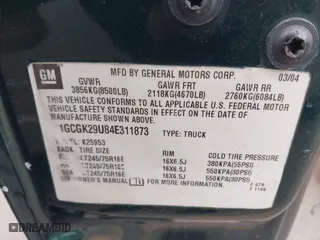 GM
MFD BY GENERAL MOTORS CORP. 03/04
GVWR GAWR FRT GAWR RR
3856KG(8500LB) 2118KG(4670LB) 2760KG(6084LB)
THIS VEHICLE CONFORMS TO ALL APPLICABLE U.S. FEDERAL MOTOR
VEHICLE SAFETY STANDARDS IN EFFECT ON THE DATE OF
MANUFACTURE SHOWN ABOVE.
1GCGK29U84E311873 TYPE: TRUCK
K25953
TIRE SIZE RIM COLD TIRE PRESSURE
LT245/75R16E 16X6.5J 380KPA(55PSI)
LT245/75R16E 16X6.5J 550KPA(80PSI)
LT245/75R16E 16X6.5J 550KPA(80PSI)
OWNER'S MANUAL